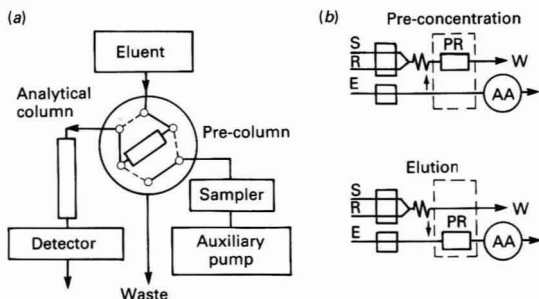 (a)
Eluent
Analytical
column
Pre-column
Sampler
Auxiliary
pump
Detector
Waste
(b)
Pre-concentration
S
R
PR
W
E
AA
Elution
S
R
W
PR
E
AA